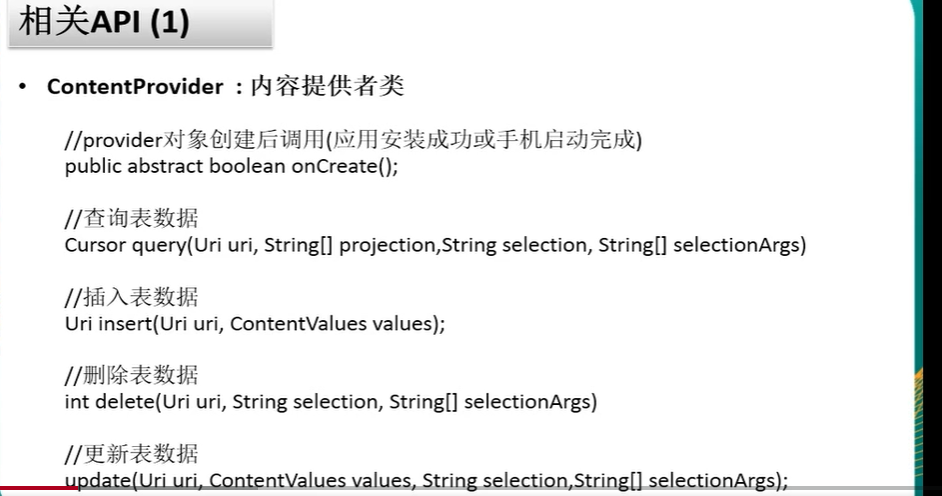 相关API (1)
• ContentProvider : 内容提供者类
//provider对象创建后调用(应用安装成功或手机启动完成)
public abstract boolean onCreate();
//查询表数据
Cursor query(Uri uri, String[] projection,String selection, String[] selectionArgs)
//插入表数据
Uri insert(Uri uri, ContentValues values);
//删除表数据
int delete(Uri uri, String selection, String[] selectionArgs)
//更新表数据
update(Uri uri, ContentValues values, String selection,String[] selectionArgs);